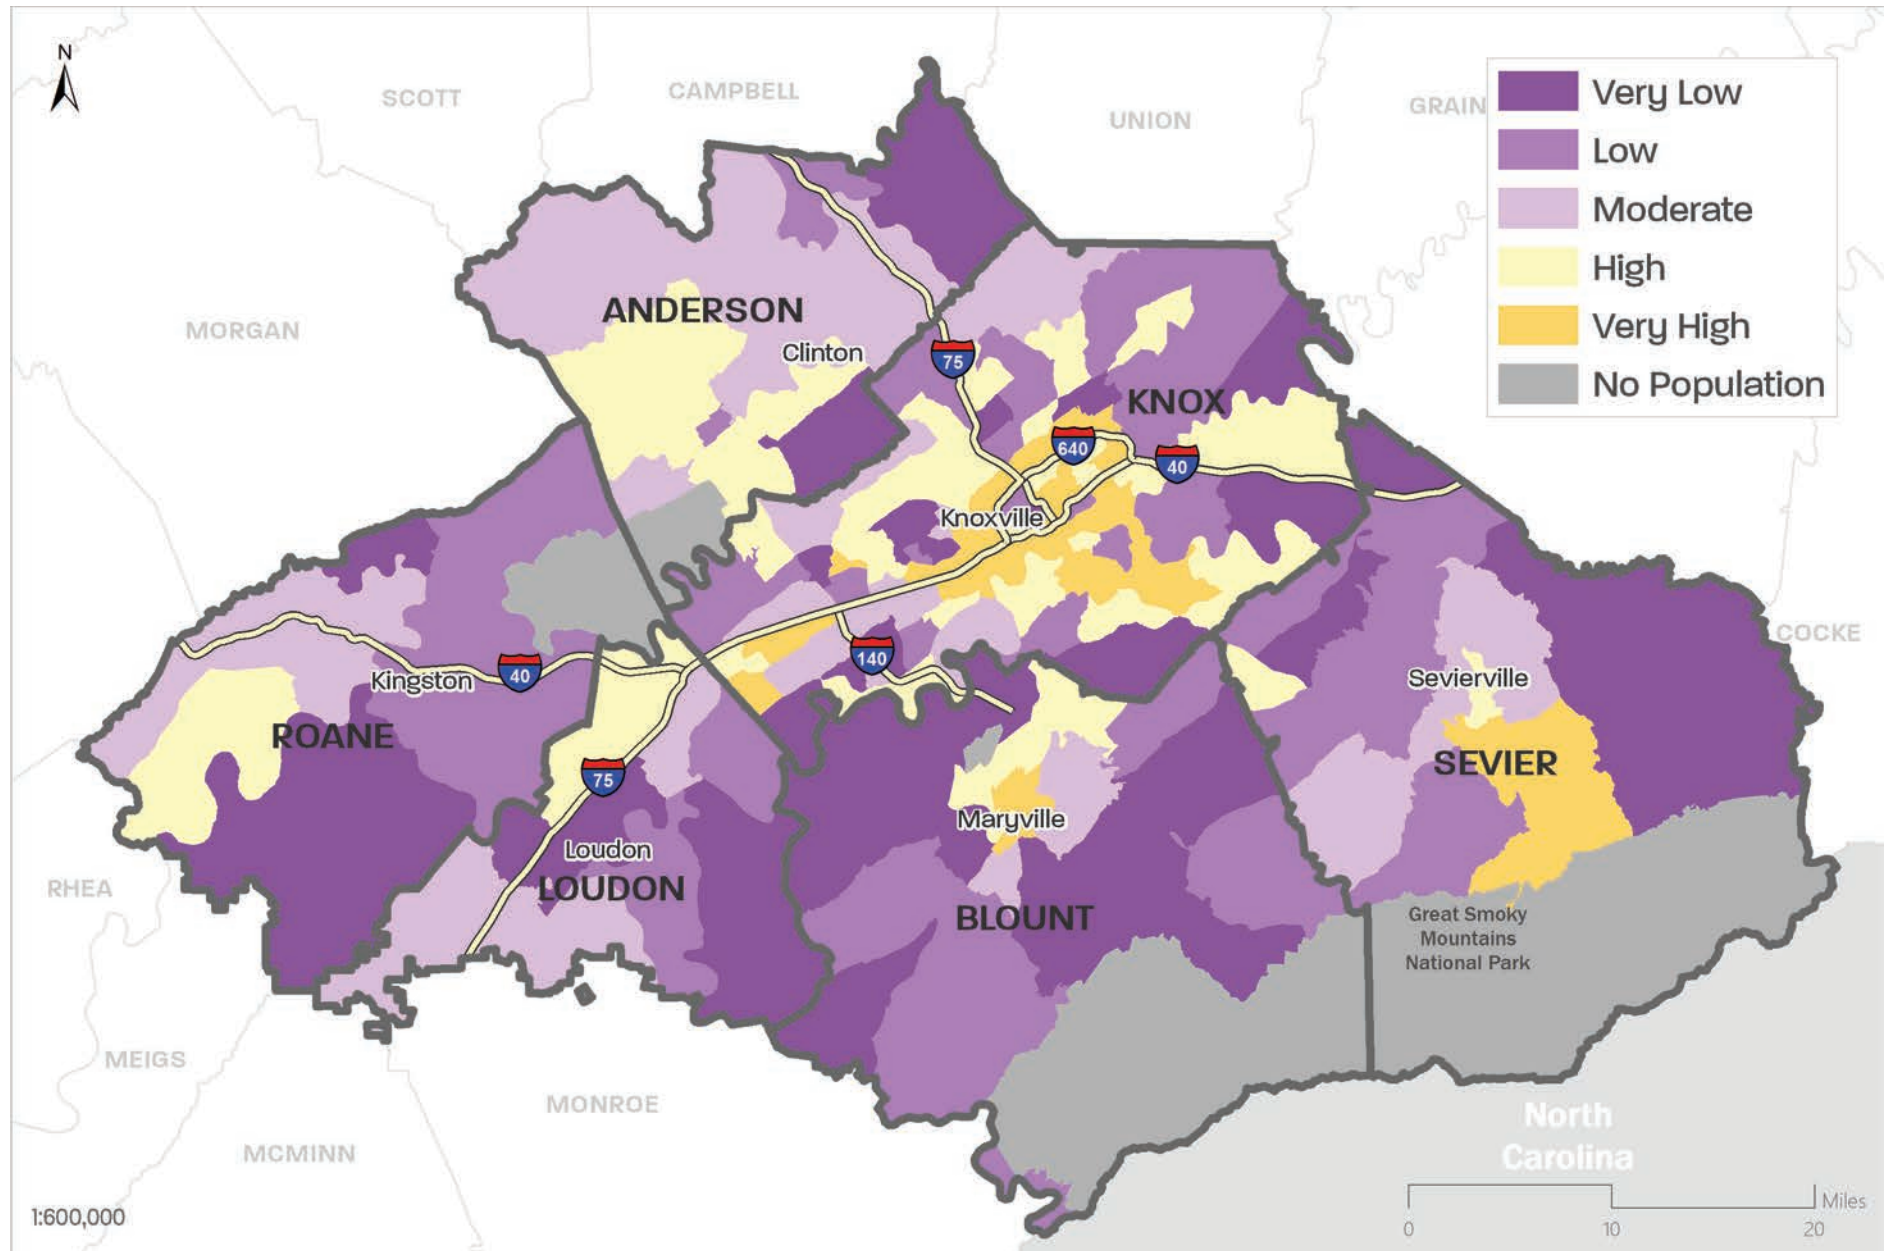 N
SCOTT
CAMPBELL
UNION
GRAIN
Very Low
Low
Moderate
High
Very High
No Population
MORGAN
ANDERSON
Clinton
75
KNOX
640
40
Knoxville
COCKE
140
Kingston
40
Sevierville
ROANE
SEVIER
75
Maryville
Loudon
LOUDON
RHEA
BLOUNT
Great Smoky
Mountains
National Park
MEIGS
MONROE
North
Carolina
MCMINN
1:600,000
Miles
0 10 20